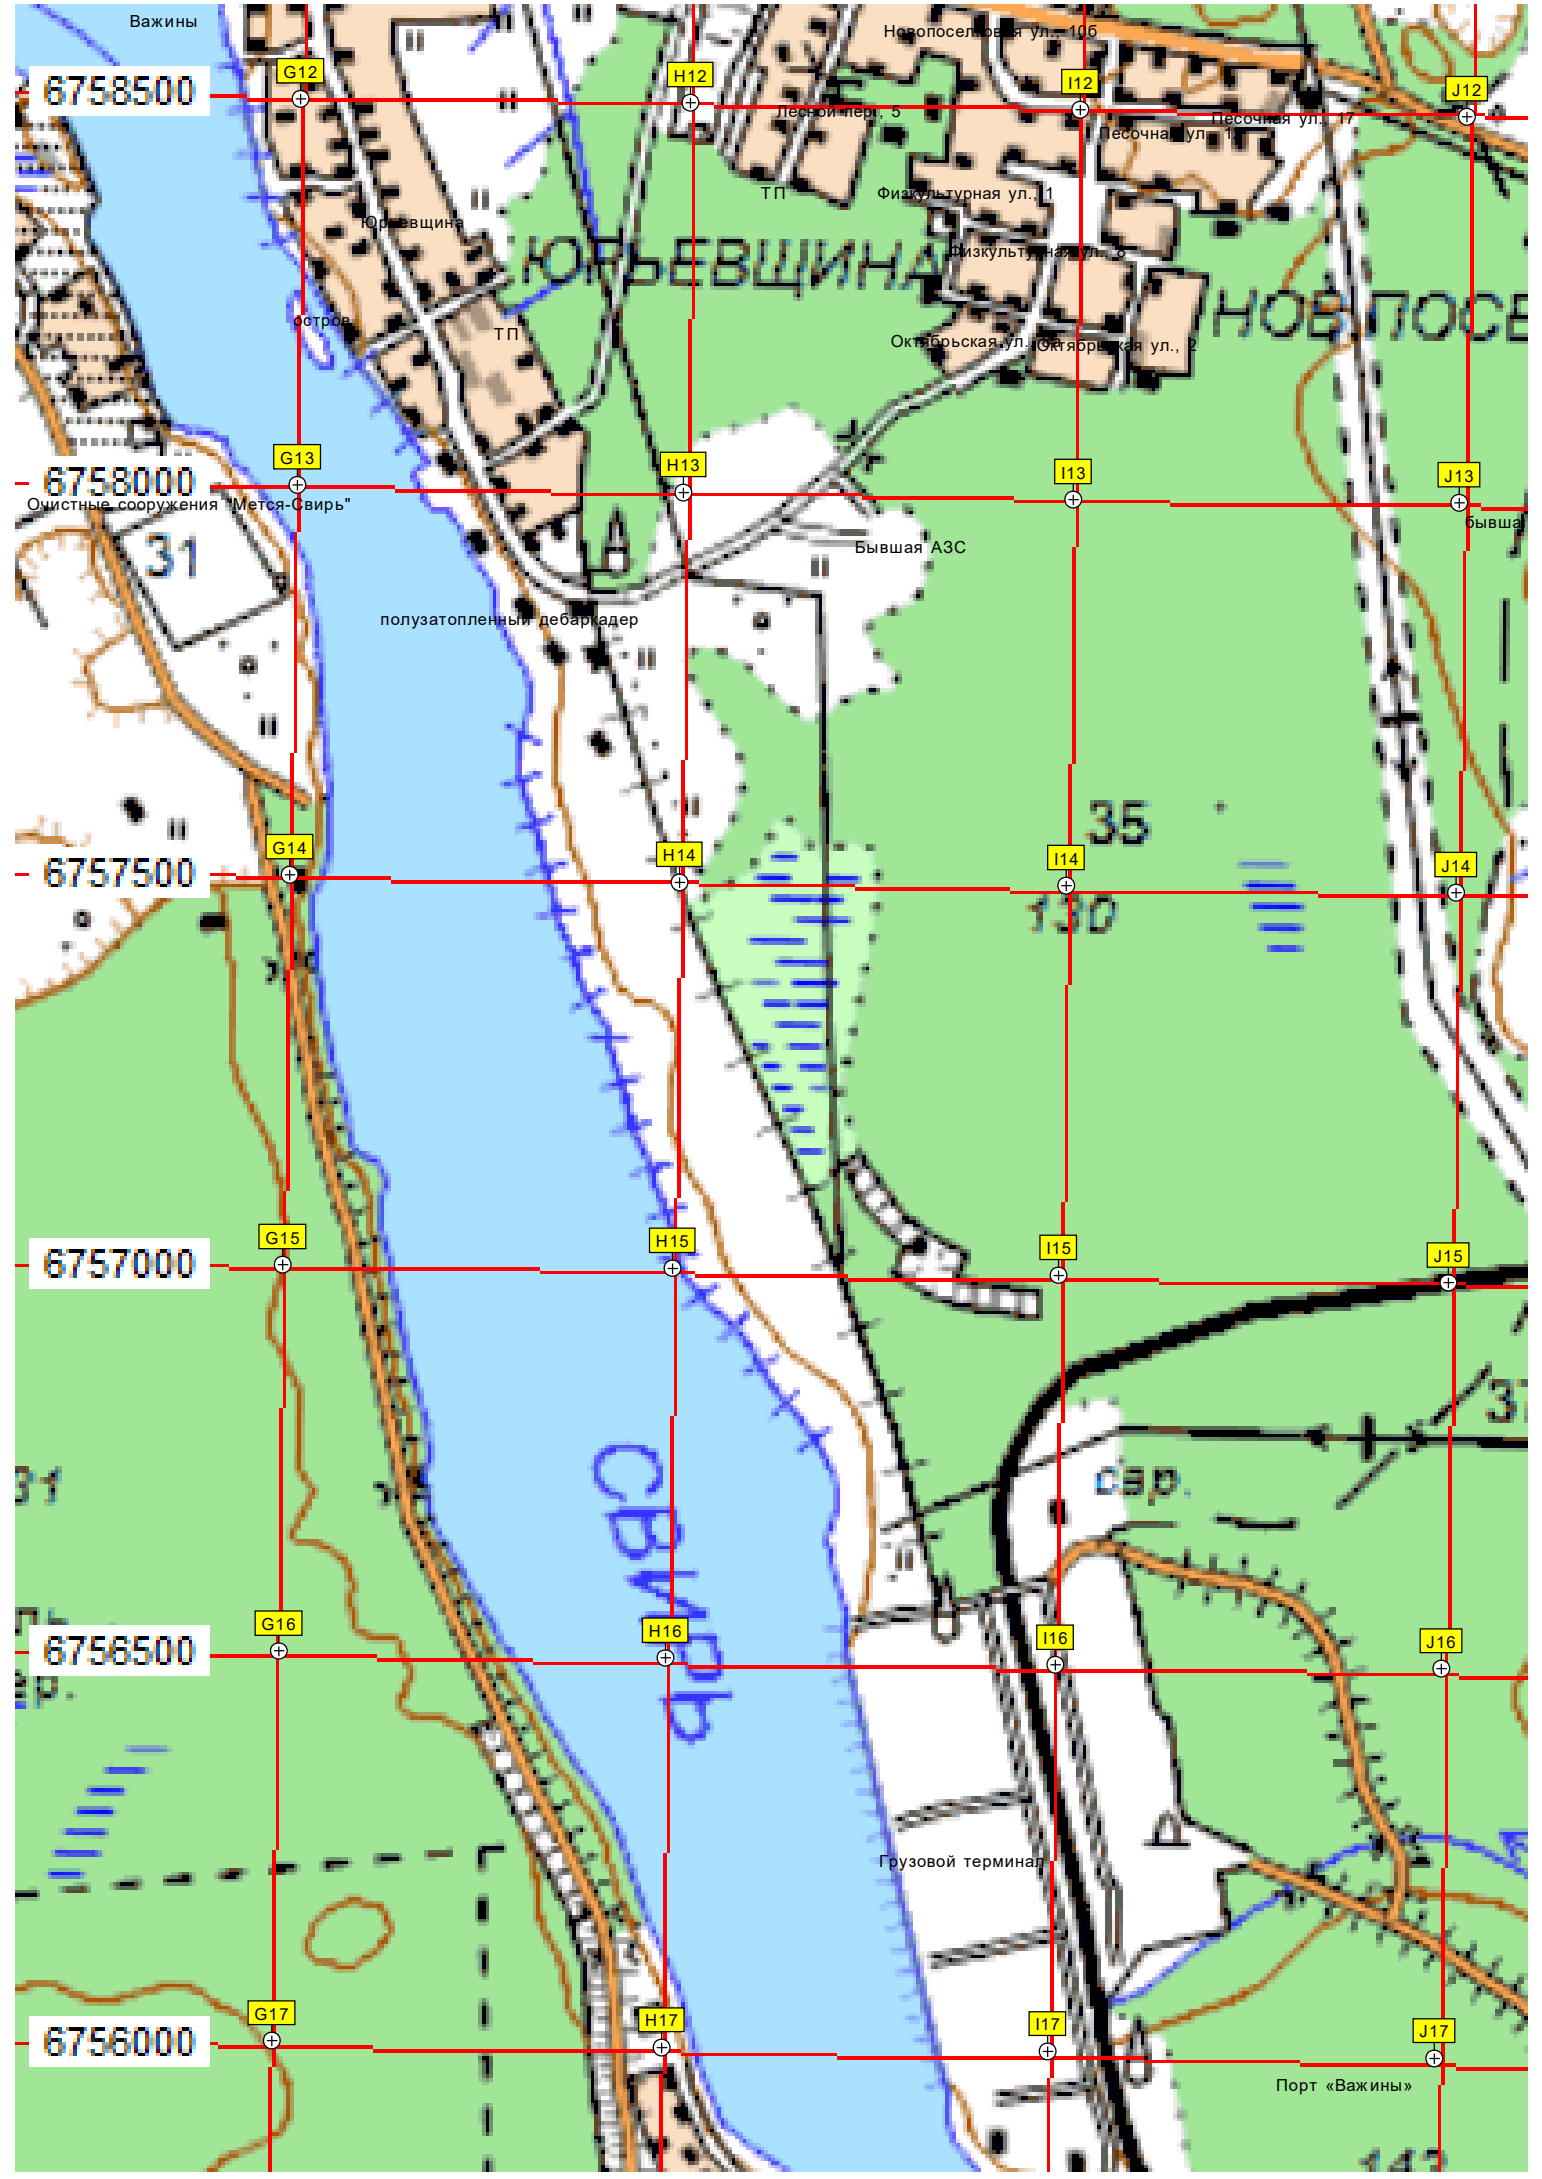 Важины
Новопоселковая ул., 10б
G12
H12
I12
J12
6758500
Лесной пер., 5
Песочная ул., 17
ТП
Физкультурная ул., 1
Юрьевщина
ЮРЬЕВЩИНА
Физкультурная ул., 8
остров
ТП
НОВ ПОСЕ
Октябрьская ул.,
Октябрьская ул., 2
G13
H13
I13
J13
6758000
Очистные сооружения "Мется-Свирь"
бывша
31
Бывшая АЗС
полузатопленный дебаркадер
35
G14
H14
I14
J14
6757500
130
G15
H15
I15
J15
6757000
сар.
31
СВИРЬ
G16
H16
I16
J16
6756500
р.
Грузовой терминал
G17
H17
I17
J17
6756000
Порт «Важины»
143